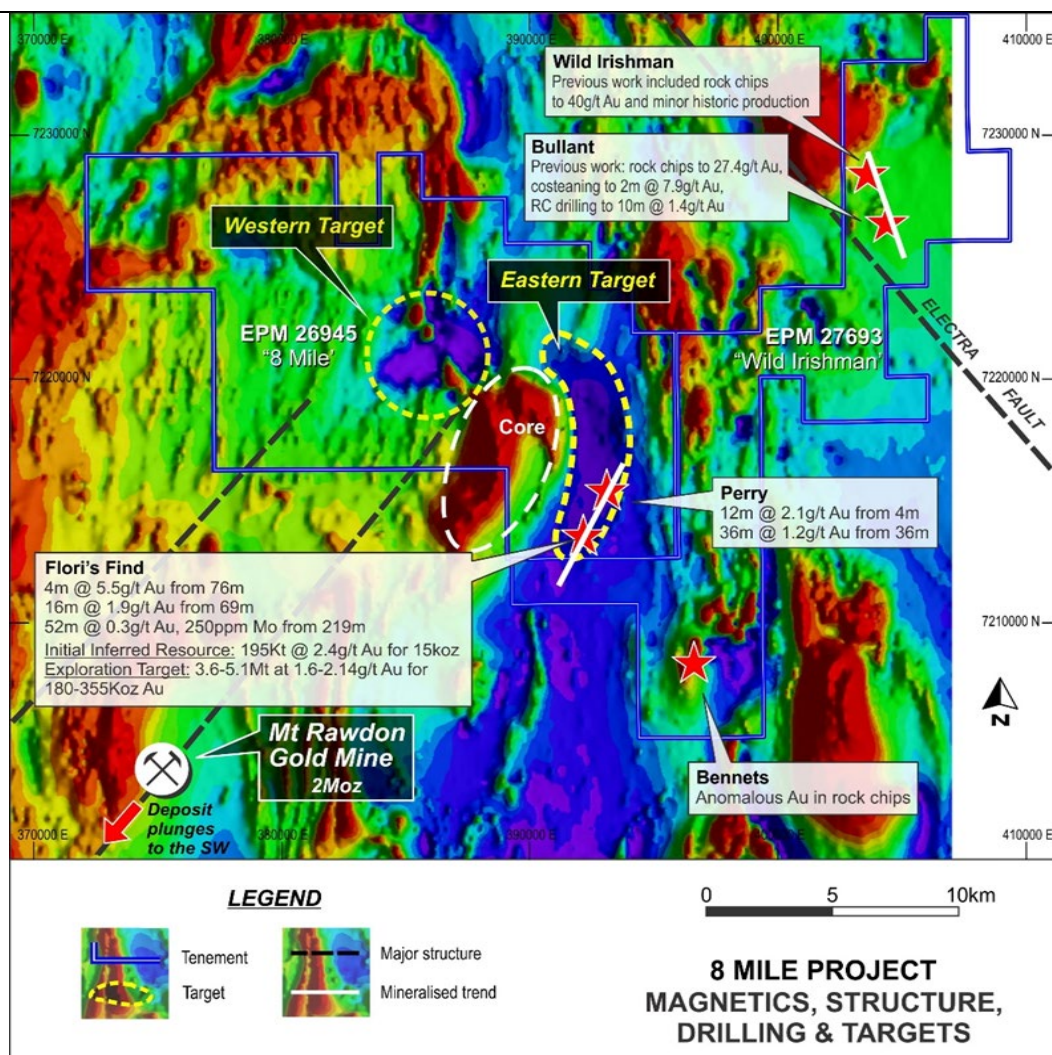 370000 E
380000 E
390000 E
400000 E
410000 E
Wild Irishman
Previous work included rock chips
to 40g/t Au and minor historic production
7230000 N
7230000 N
Bullant
Previous work: rock chips to 27.4g/t Au,
costeaning to 2m @ 7.9g/t Au,
RC drilling to 10m @ 1.4g/t Au
Western Target
Eastern Target
EPM 26945
"8 Mile'
EPM 27693
"Wild Irishman'
ELECTRA
FAULT
7220000 N
7220000 N
Core
Perry
12m @ 2.1g/t Au from 4m
36m @ 1.2g/t Au from 36m
Flori's Find
4m @ 5.5g/t Au from 76m
16m @ 1.9g/t Au from 69m
52m @ 0.3g/t Au, 250ppm Mo from 219m
Initial Inferred Resource: 195Kt @ 2.4g/t Au for 15koz
Exploration Target: 3.6-5.1Mt at 1.6-2.14g/t Au for
180-355Koz Au
7210000 N
N
Mt Rawdon
Gold Mine
2Moz
Bennets
Anomalous Au in rock chips
Deposit
plunges
to the SW
370000 E
380000 E
390000 E
400000 E
410000 E
LEGEND
Tenement
Target
Major structure
Mineralised trend
0 5 10km
8 MILE PROJECT
MAGNETICS, STRUCTURE,
DRILLING & TARGETS